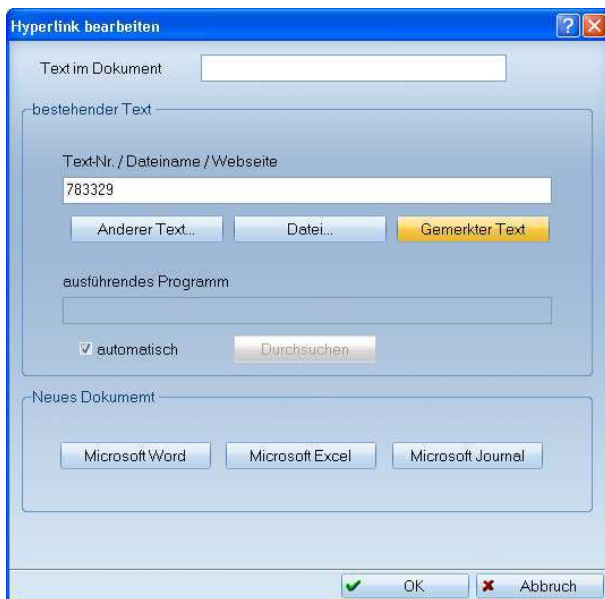 Hyperlink bearbeiten
Text im Dokument
bestehender Text
Text-Nr. / Dateiname / Webseite
783329
Anderer Text... Datei... Gemerkter Text
ausführendes Programm
automatisch Durchsuchen
Neues Dokumemt
Microsoft Word Microsoft Excel Microsoft Journal
OK Abbruch